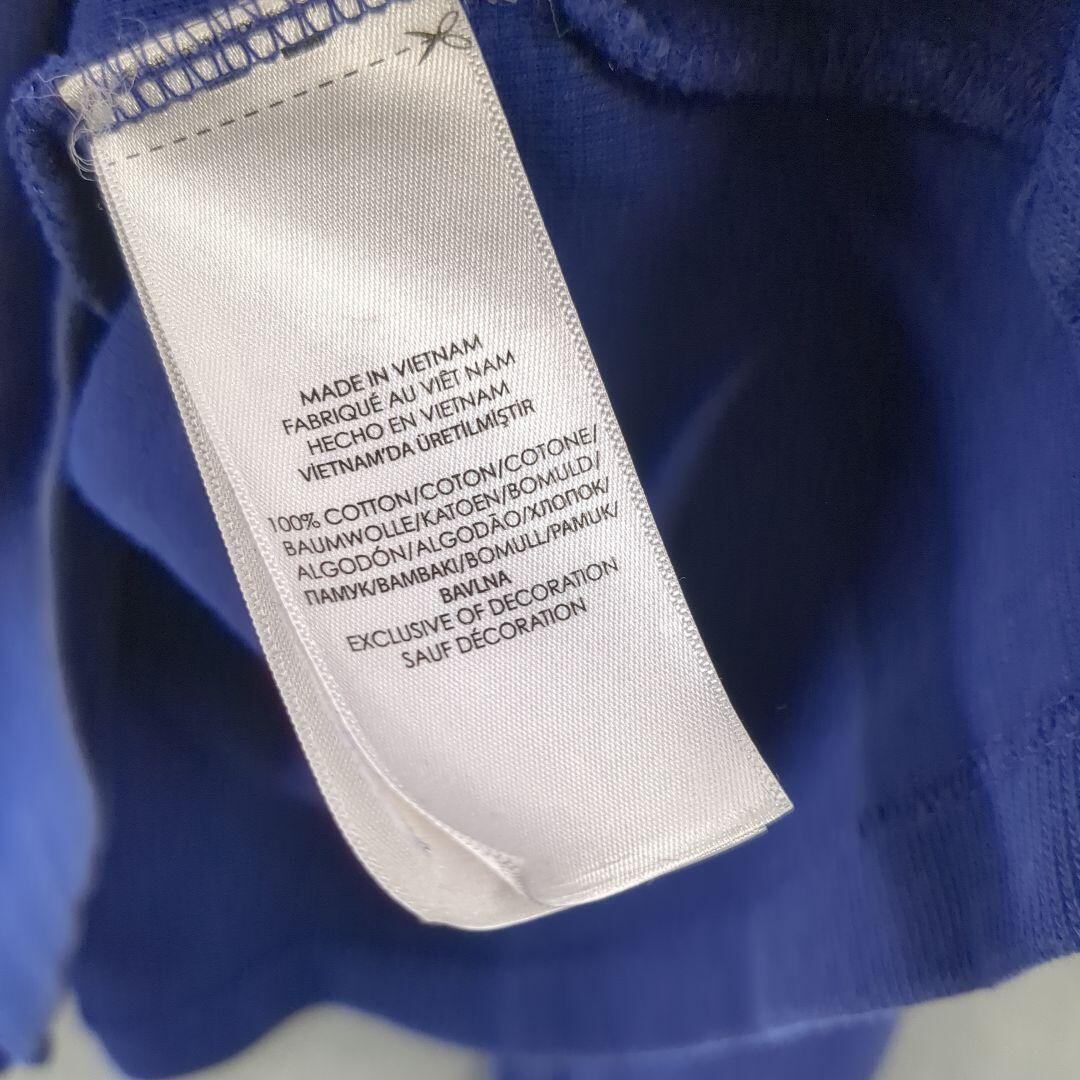 MADE IN VIETNAM
FABRIQUÉ AU VIÊT NAM
HECHO EN VIETNAM
VİETNAM'DA ÜRETİLMİŞTİR
100% COTTON/COTON/COTONE/
BAUMWOLLE/KATOEN/BOMULD/
ALGODÓN/ALGODÃO/ХЛОПОК/
ПАМУК/BAMBAKI/BOMULL/PAMUK/
BAVLNA
EXCLUSIVE OF DECORATION
SAUF DÉCORATION